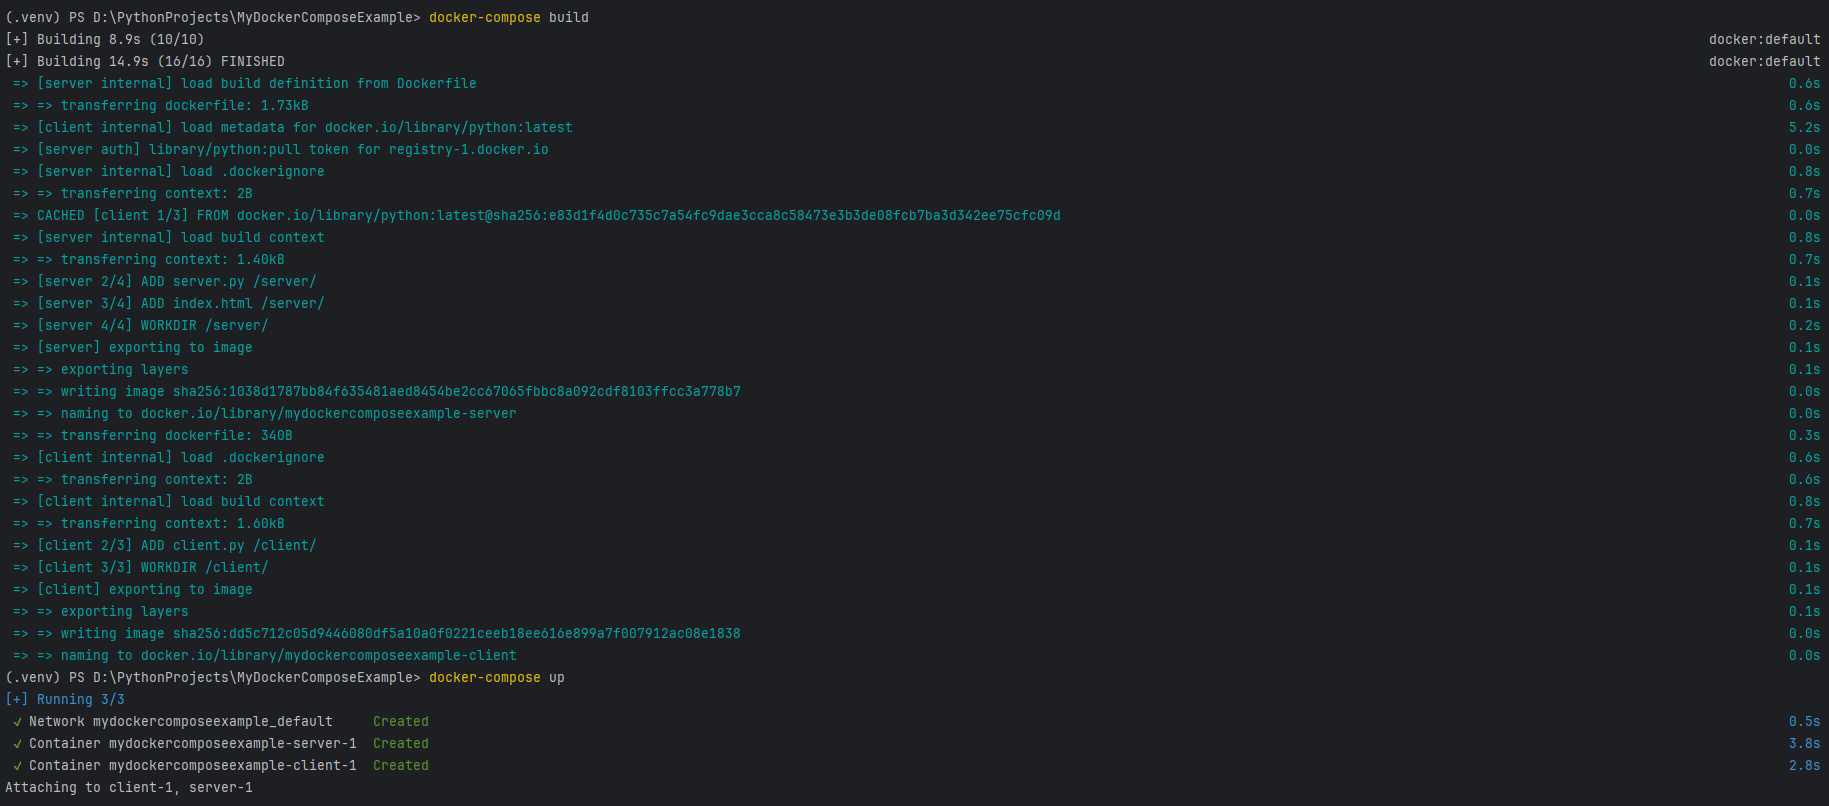 (.venv) PS D:\PythonProjects\MyDockerComposeExample> docker-compose build
[+] Building 8.9s (10/10) docker:default
[+] Building 14.9s (16/16) FINISHED docker:default
=> [server internal] load build definition from Dockerfile 0.6s
=> => transferring dockerfile: 1.73kB 0.6s
=> [client internal] load metadata for docker.io/library/python:latest 5.2s
=> [server auth] library/python:pull token for registry-1.docker.io 0.0s
=> [server internal] load .dockerignore 0.8s
=> => transferring context: 2B 0.7s
=> CACHED [client 1/3] FROM docker.io/library/python:latest@sha256:e83d1f4d0c735c7a54fc9dae3cca8c58473e3b3de08fcb7ba3d342ee75cfc09d 0.0s
=> [server internal] load build context 0.8s
=> => transferring context: 1.40kB 0.7s
=> [server 2/4] ADD server.py /server/ 0.1s
=> [server 3/4] ADD index.html /server/ 0.1s
=> [server 4/4] WORKDIR /server/ 0.2s
=> [server] exporting to image 0.1s
=> => exporting layers 0.1s
=> => writing image sha256:1038d1787bb84f635481aed8454be2cc67065fbbc8a092cdf8103ffcc3a778b7 0.0s
=> => naming to docker.io/library/mydockercomposeexample-server 0.0s
=> => transferring dockerfile: 340B 0.3s
=> [client internal] load .dockerignore 0.6s
=> => transferring context: 2B 0.6s
=> [client internal] load build context 0.8s
=> => transferring context: 1.60kB 0.7s
=> [client 2/3] ADD client.py /client/ 0.1s
=> [client 3/3] WORKDIR /client/ 0.1s
=> [client] exporting to image 0.1s
=> => exporting layers 0.1s
=> => writing image sha256:dd5c712c05d9446080df5a10a0f0221ceeb18ee616e899a7f007912ac08e1838 0.0s
=> => naming to docker.io/library/mydockercomposeexample-client 0.0s
(.venv) PS D:\PythonProjects\MyDockerComposeExample> docker-compose up
[+] Running 3/3
✓ Network mydockercomposeexample_default Created 0.5s
✓ Container mydockercomposeexample-server-1 Created 3.8s
✓ Container mydockercomposeexample-client-1 Created 2.8s
Attaching to client-1, server-1